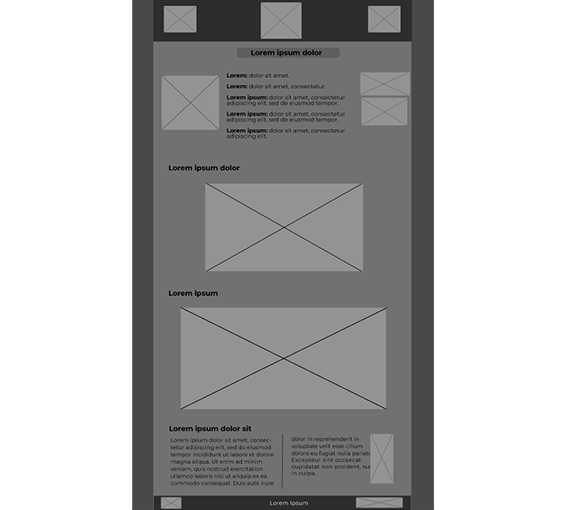 Lorem ipsum dolor
Lorem: dolor sit amet.
Lorem: dolor sit amet, consectetur.
Lorem ipsum: dolor sit amet, consectetur
adipiscing elit, sed do eiusmod tempor.
Lorem ipsum: dolor sit amet, consectetur
adipiscing elit, sed do eiusmod tempor.
Lorem ipsum: dolor sit amet, consectetur
adipiscing elit.
Lorem ipsum dolor
Lorem ipsum
Lorem ipsum dolor sit
Lorem ipsum dolor sit amet, consec-
tetur adipiscing elit, sed do eiusmod
tempor incididunt ut labore et dolore
magna aliqua. Ut enim ad minim
veniam, quis nostrud exercitation
ullamco laboris nisi ut aliquip ex ea
commodo consequat. Duis aute irure
dolor in reprehenderit in
voluptate velit esse cillum
dolore eu fugiat nulla
Excepteur sint occaecat
cupidatat non proident,
in culpa.
Lorem Ipsum